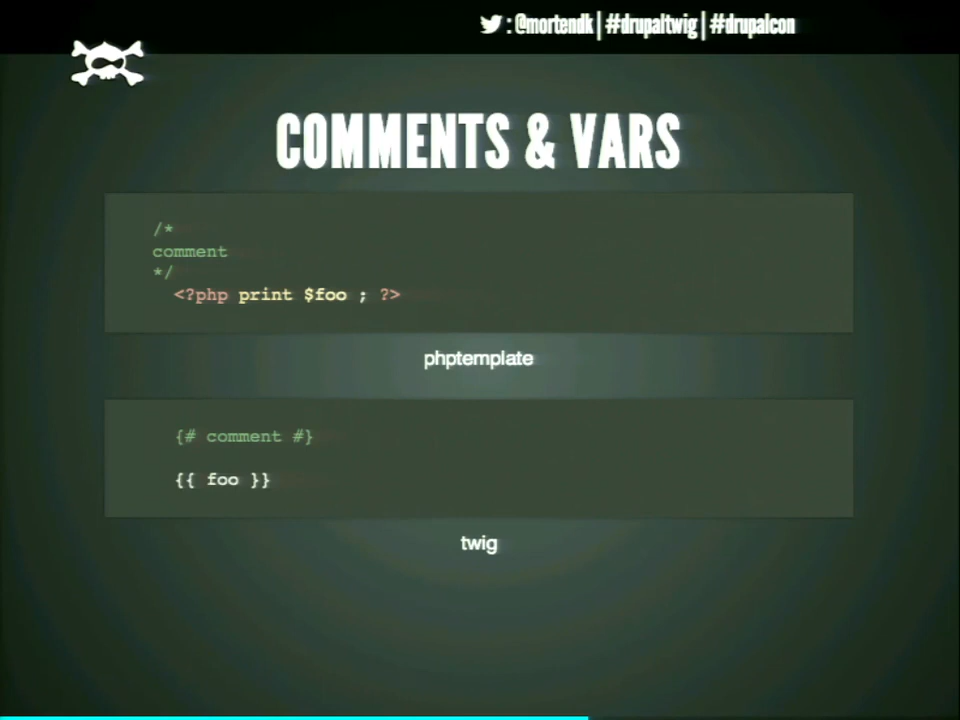 : @mortendk | #drupaltwig | #drupalcon
COMMENTS & VARS
/*
comment
*/
<?php print $foo ; ?>
phptemplate
{# comment #}
{{ foo }}
twig